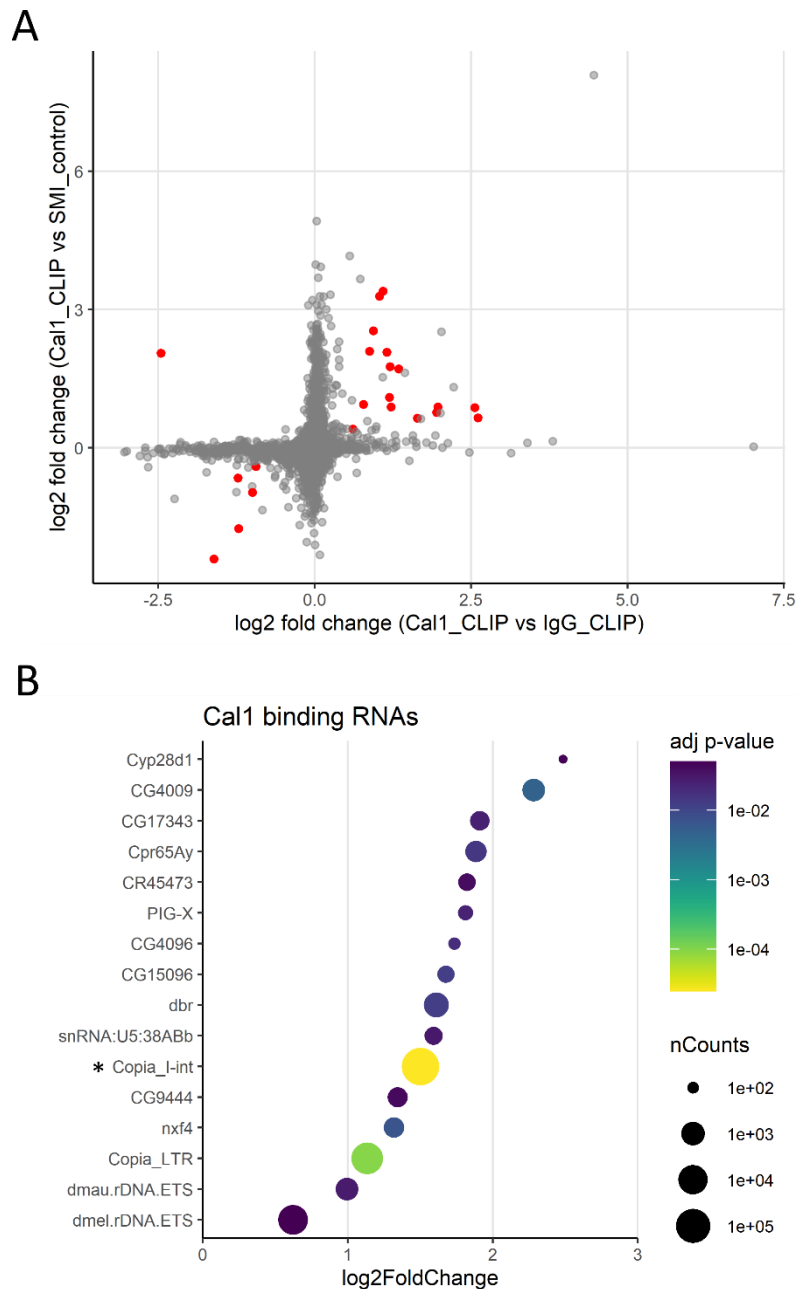 A
log2 fold change (Cal1_CLIP vs SMI_control)
6
3
0
-2.5
0.0
2.5
5.0
7.5
log2 fold change (Cal1_CLIP vs IgG_CLIP)
B
Cal1 binding RNAs
Cyp28d1
CG4009
CG17343
Cpr65Ay
CR45473
PIG-X
CG4096
CG15096
dbr
snRNA:U5:38ABb
* Copia_I-int
CG9444
nxf4
Copia_LTR
dmau.rDNA.ETS
dmel.rDNA.ETS
0
1
2
3
log2FoldChange
adj p-value
1e-02
1e-03
1e-04
nCounts
1e+02
1e+03
1e+04
1e+05